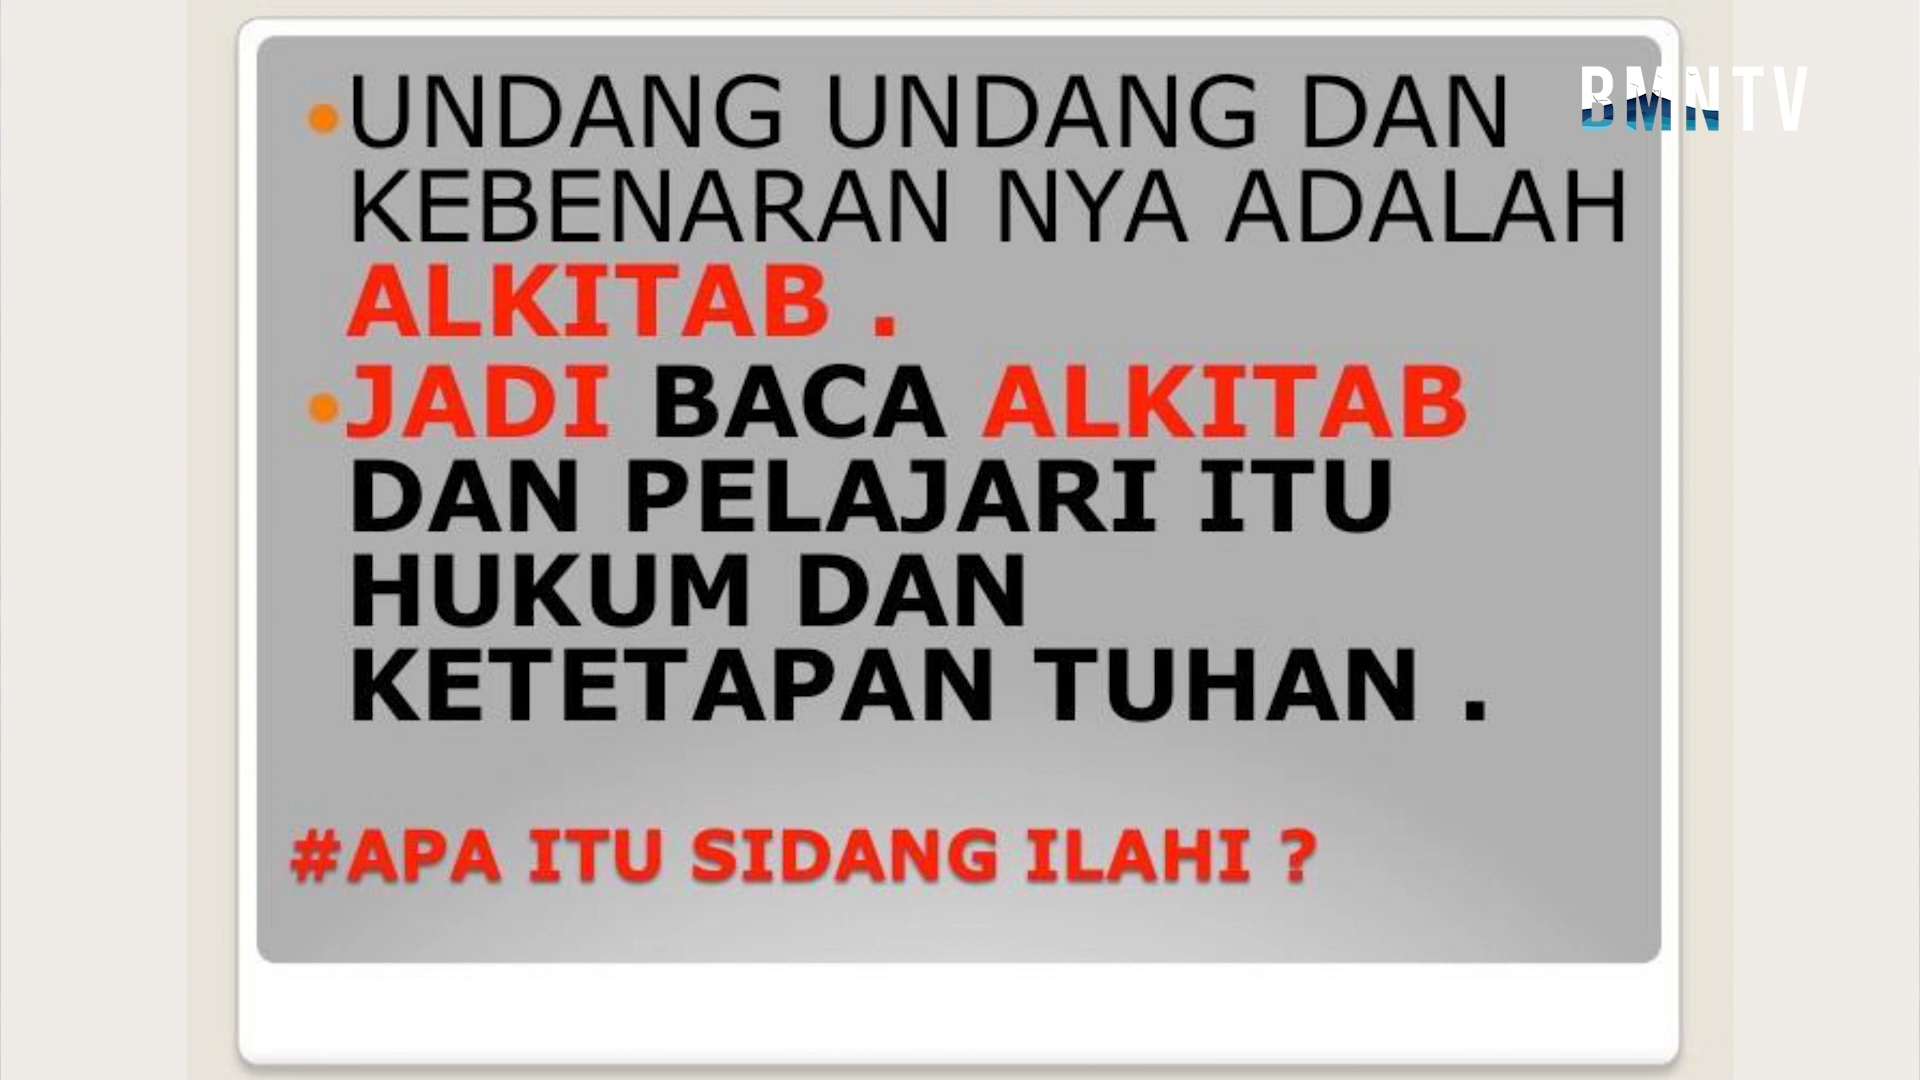 •UNDANG UNDANG DAN
KEBENARAN NYA ADALAH
ALKITAB .
•JADI BACA ALKITAB
DAN PELAJARI ITU
HUKUM DAN
KETETAPAN TUHAN .
#APA ITU SIDANG ILAHI ?
BMNTV